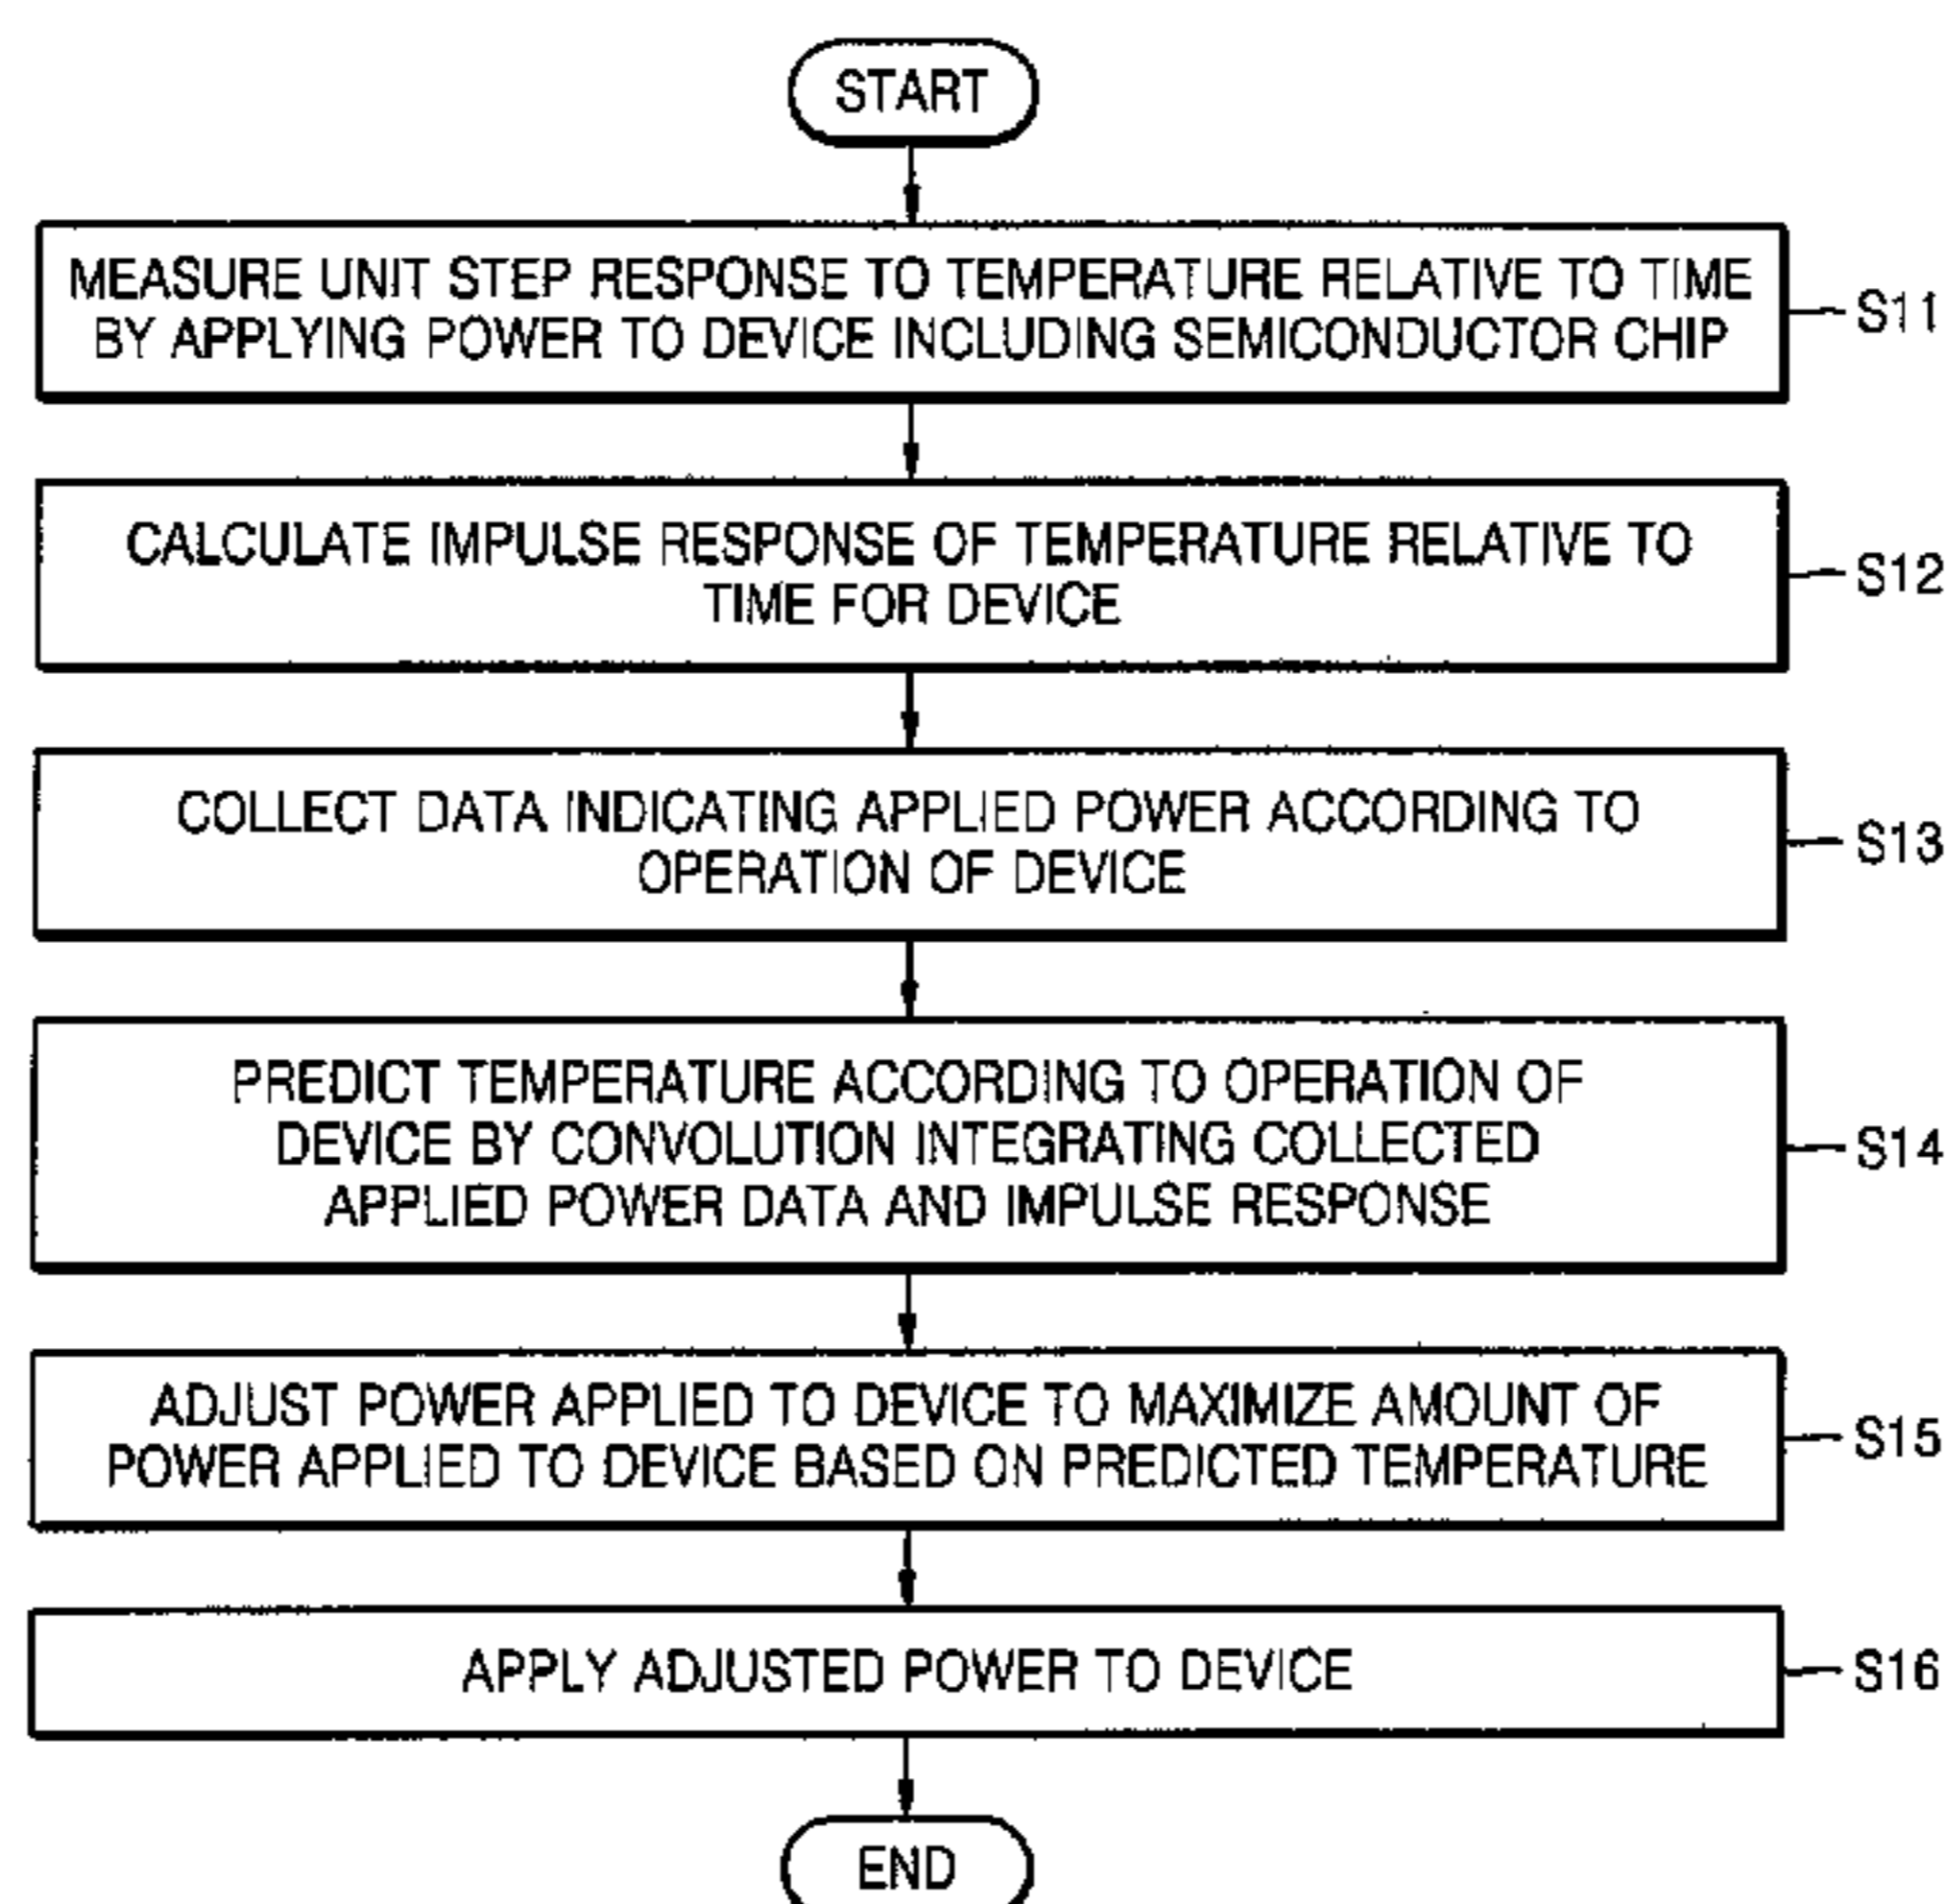 START
MEASURE UNIT STEP RESPONSE TO TEMPERATURE RELATIVE TO TIME
BY APPLYING POWER TO DEVICE INCLUDING SEMICONDUCTOR CHIP
S11
CALCULATE IMPULSE RESPONSE OF TEMPERATURE RELATIVE TO
TIME FOR DEVICE
S12
COLLECT DATA INDICATING APPLIED POWER ACCORDING TO
OPERATION OF DEVICE
S13
PREDICT TEMPERATURE ACCORDING TO OPERATION OF
DEVICE BY CONVOLUTION INTEGRATING COLLECTED
APPLIED POWER DATA AND IMPULSE RESPONSE
S14
ADJUST POWER APPLIED TO DEVICE TO MAXIMIZE AMOUNT OF
POWER APPLIED TO DEVICE BASED ON PREDICTED TEMPERATURE
S15
APPLY ADJUSTED POWER TO DEVICE
S16
END